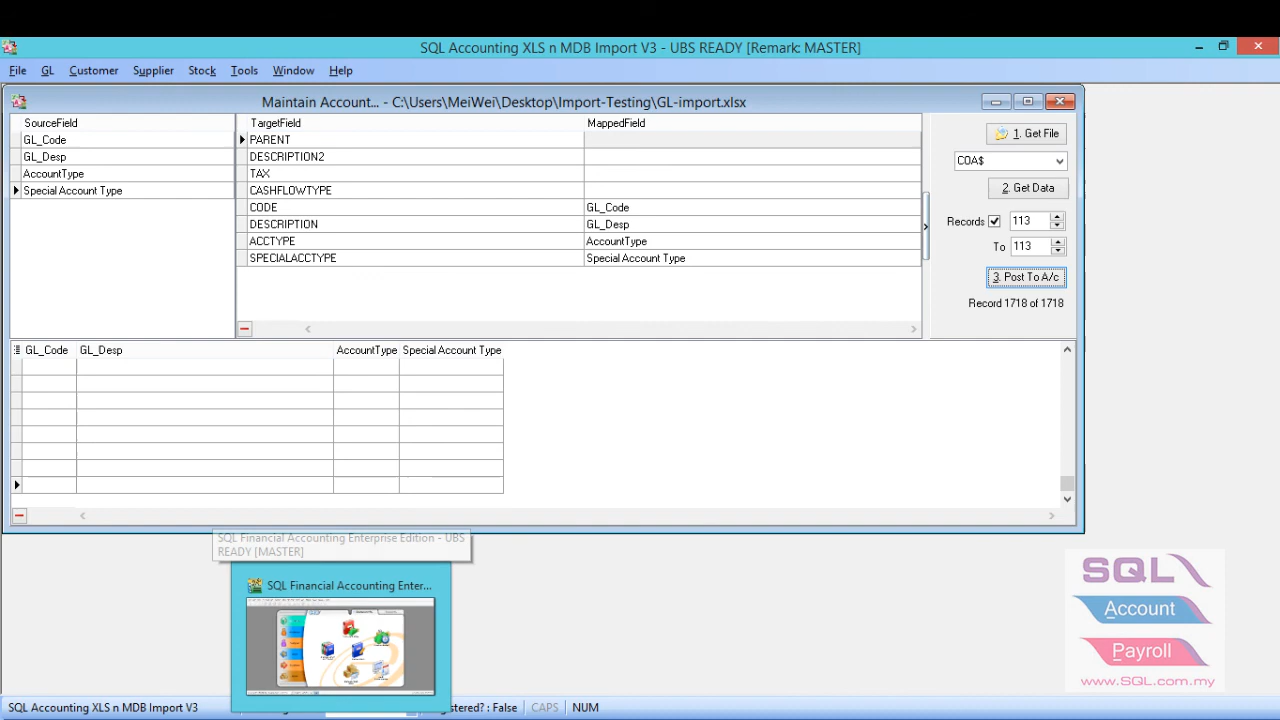 SQL Accounting XLS n MDB Import V3 - UBS READY [Remark: MASTER]
File GL Customer Supplier Stock Tools Window Help
Maintain Account... - C:\Users\MeiWei\Desktop\Import-Testing\GL-import.xlsx
SourceField TargetField MappedField
GL_Code PARENT
GL_Desp DESCRIPTION2
AccountType TAX
Special Account Type CASHFLOWTYPE
CODE GL_Code
DESCRIPTION GL_Desp
ACCTYPE AccountType
SPECIALACCTYPE Special Account Type
1. Get File
COA$
2. Get Data
Records 113
To 113
3. Post To A/c
Record 1718 of 1718
GL_Code GL_Desp AccountType Special Account Type
SQL Financial Accounting Enterprise Edition - UBS
READY [MASTER]
SQL Financial Accounting Enter...
SQL
Account
Payroll
www.SQL.com.my
SQL Accounting XLS n MDB Import V3 egistered? : False CAPS NUM